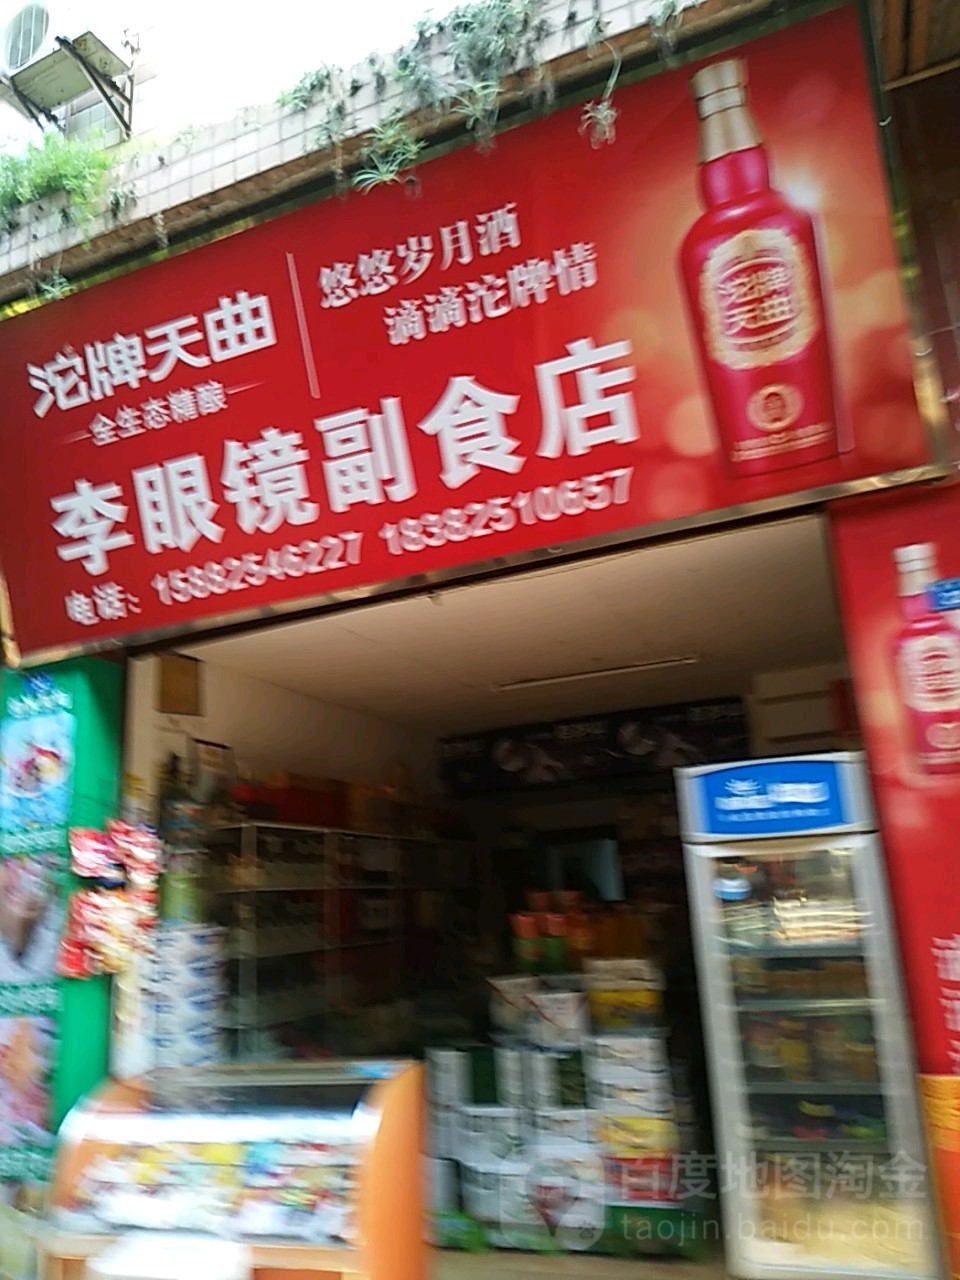 沱牌天曲
全生态精酿
悠悠岁月酒
滴滴沱牌情
李眼镜副食店
电话：15882546227 18382510657
沱牌
天曲
百度地图淘金
taojin.baidu.com